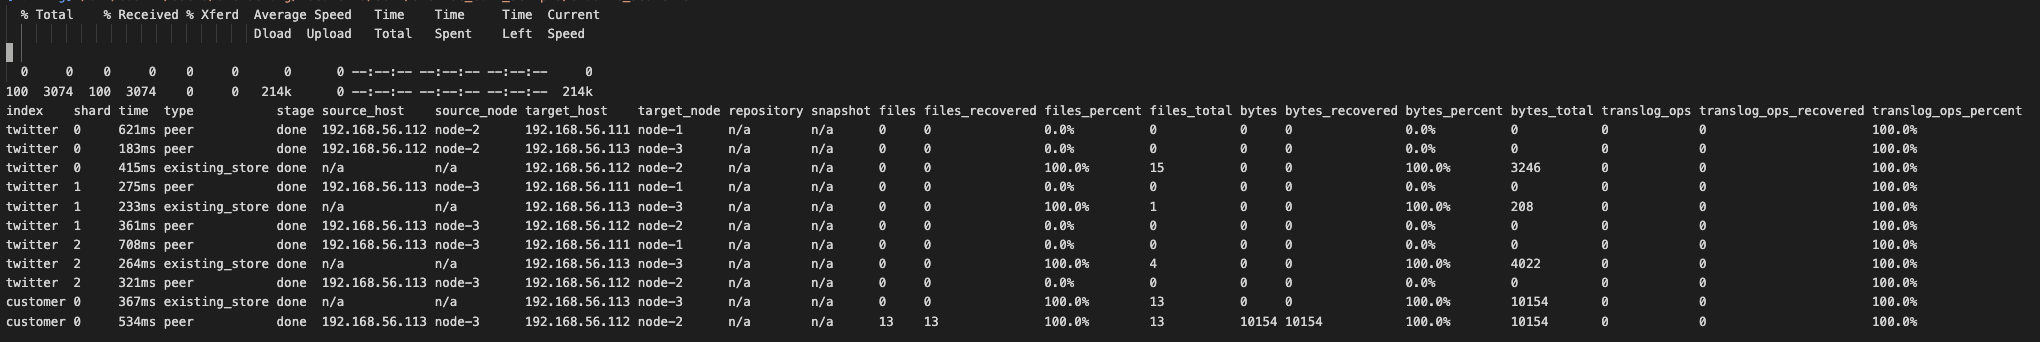 % Total % Received % Xferd Average Speed Time Time Time Current
Dload Upload Total Spent Left Speed
0 0 0 0 0 0 0 0 --:--:-- --:--:-- --:--:-- 0
100 3074 100 3074 0 0 214k 0 --:--:-- --:--:-- --:--:-- 214k
index shard time type stage source_host source_node target_host target_node repository snapshot files files_recovered files_percent files_total bytes bytes_recovered bytes_percent bytes_total translog_ops translog_ops_recovered translog_ops_percent
twitter 0 621ms peer done 192.168.56.112 node-2 192.168.56.111 node-1 n/a n/a 0 0 0.0% 0 0 0 0.0% 0 0 0 100.0%
twitter 0 183ms peer done 192.168.56.112 node-2 192.168.56.113 node-3 n/a n/a 0 0 0.0% 0 0 0 0.0% 0 0 0 100.0%
twitter 0 415ms existing_store done n/a n/a 192.168.56.112 node-2 n/a n/a 0 0 100.0% 15 0 0 100.0% 3246 0 0 100.0%
twitter 1 275ms peer done 192.168.56.113 node-3 192.168.56.111 node-1 n/a n/a 0 0 0.0% 0 0 0 0.0% 0 0 0 100.0%
twitter 1 233ms existing_store done n/a n/a 192.168.56.113 node-3 n/a n/a 0 0 100.0% 1 0 0 100.0% 208 0 0 100.0%
twitter 1 361ms peer done 192.168.56.113 node-3 192.168.56.112 node-2 n/a n/a 0 0 0.0% 0 0 0 0.0% 0 0 0 100.0%
twitter 2 708ms peer done 192.168.56.113 node-3 192.168.56.111 node-1 n/a n/a 0 0 0.0% 0 0 0 0.0% 0 0 0 100.0%
twitter 2 264ms existing_store done n/a n/a 192.168.56.113 node-3 n/a n/a 0 0 100.0% 4 0 0 100.0% 4022 0 0 100.0%
twitter 2 321ms peer done 192.168.56.113 node-3 192.168.56.112 node-2 n/a n/a 0 0 0.0% 0 0 0 0.0% 0 0 0 100.0%
customer 0 367ms existing_store done n/a n/a 192.168.56.113 node-3 n/a n/a 0 0 100.0% 13 0 0 100.0% 10154 0 0 100.0%
customer 0 534ms peer done 192.168.56.113 node-3 192.168.56.112 node-2 n/a n/a 13 13 100.0% 13 10154 10154 100.0% 10154 0 0 100.0%